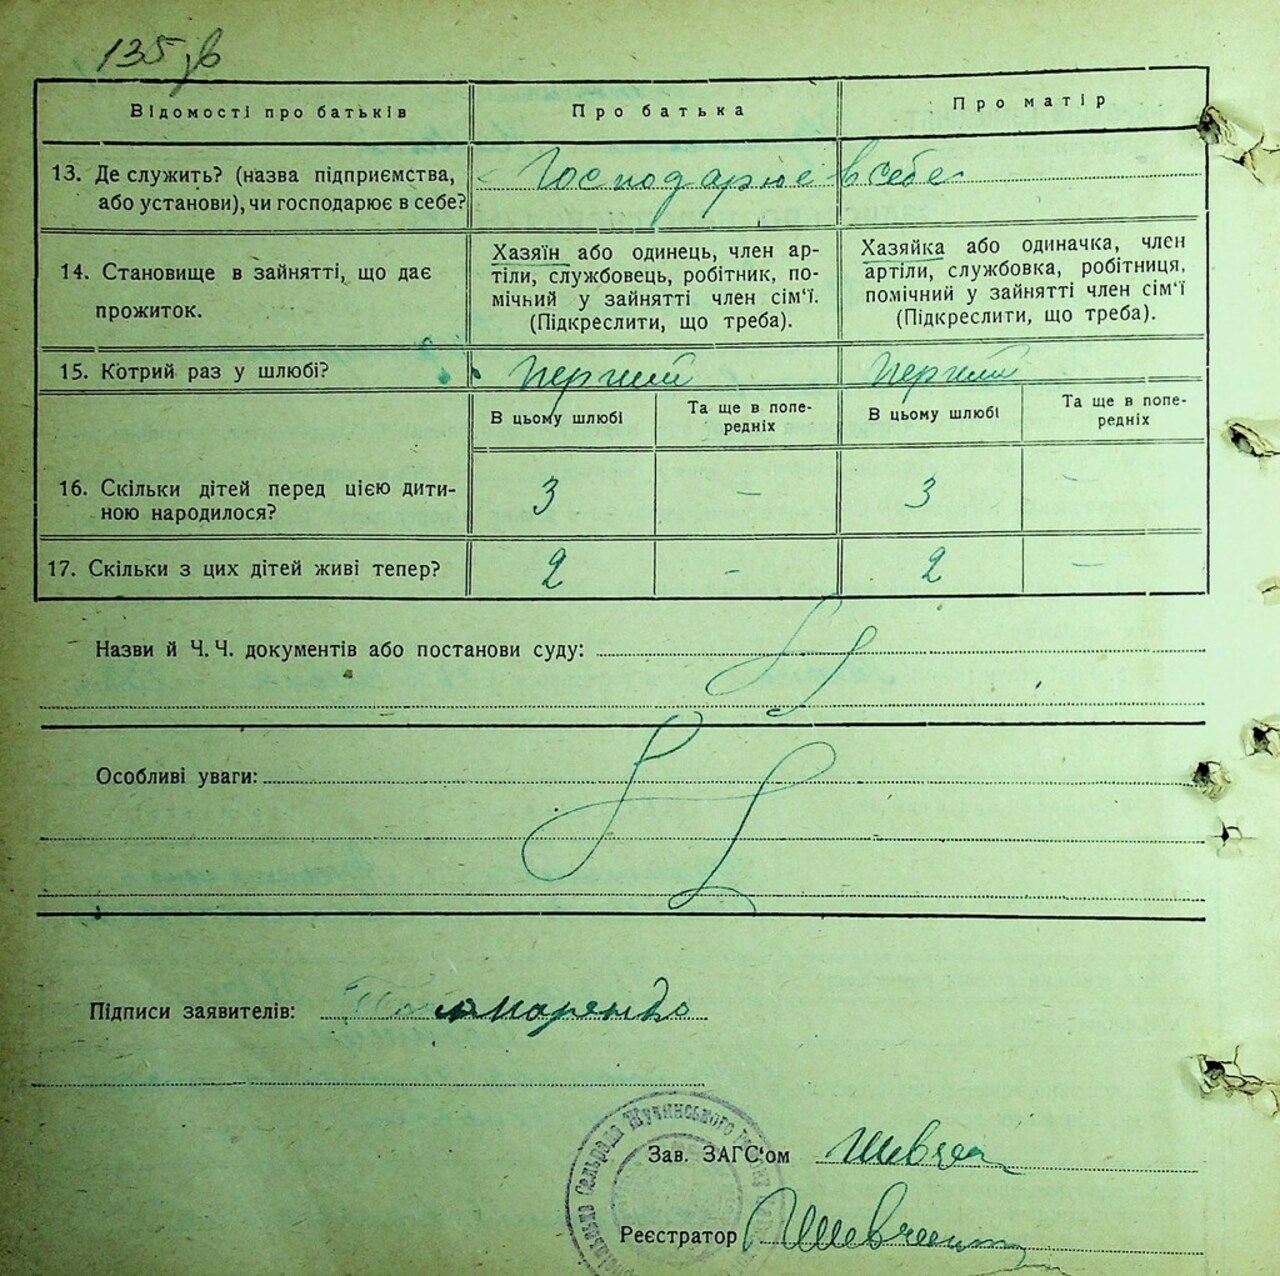 135 зв
Відомості про батьків
Про батька
Про матір
13. Де служить? (назва підприємства, або установи), чи господарює в себе?
Господарює в себе
14. Становище в зайнятті, що дає прожиток.
Хазяїн або одинець, член ар-
тіли, службовець, робітник, по-
мічний у зайнятті член сім'ї.
(Підкреслити, що треба).
Хазяйка або одиначка, член
артіли, службовка, робітниця,
помічний у зайнятті член сім'ї
(Підкреслити, що треба).
15. Котрий раз у шлюбі?
перший
перший
В цьому шлюбі
Та ще в попе-
редніх
В цьому шлюбі
Та ще в попе-
редніх
16. Скільки дітей перед цією дити-
ною народилося?
3
–
3
–
17. Скільки з цих дітей живі тепер?
2
–
2
–
Назви й Ч. Ч. документів або постанови суду:
Особливі уваги:
Підписи заявителів:
Зав. ЗАГС'ом
Реєстратор
Шевченко
Сельрада Жучинського